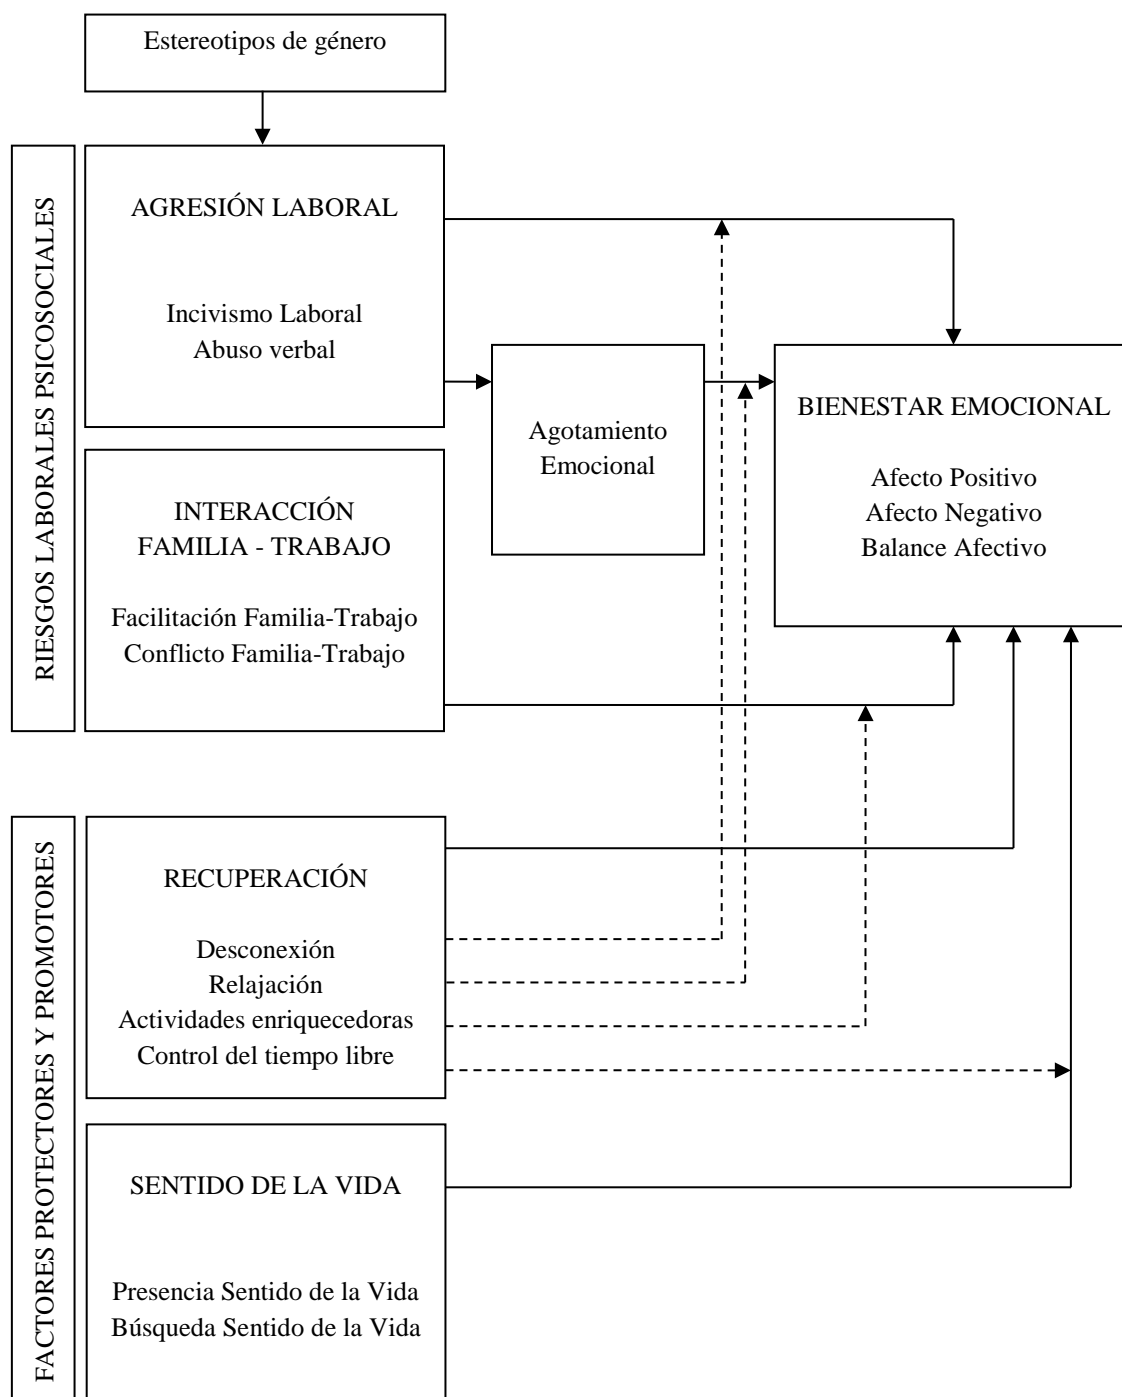 Estereotipos de género
RIESGOS LABORALES PSICOSOCIALES
AGRESIÓN LABORAL
Incivismo Laboral
Abuso verbal
INTERACCIÓN
FAMILIA - TRABAJO
Facilitación Familia-Trabajo
Conflicto Familia-Trabajo
Agotamiento
Emocional
BIENESTAR EMOCIONAL
Afecto Positivo
Afecto Negativo
Balance Afectivo
FACTORES PROTECTORES Y PROMOTORES
RECUPERACIÓN
Desconexión
Relajación
Actividades enriquecedoras
Control del tiempo libre
SENTIDO DE LA VIDA
Presencia Sentido de la Vida
Búsqueda Sentido de la Vida